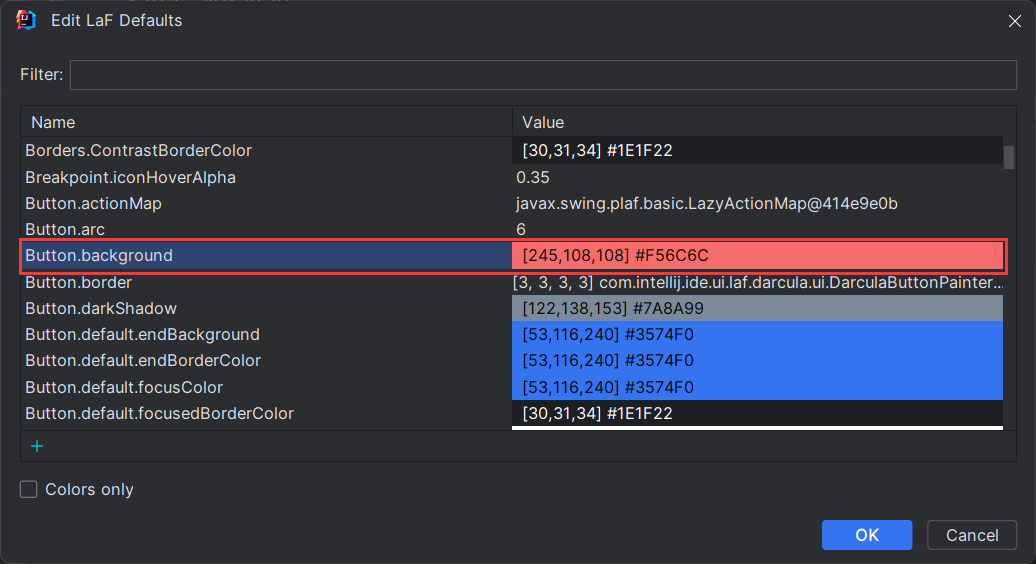 Edit LaF Defaults
Filter:
Name Value
Borders.ContrastBorderColor [30,31,34] #1E1F22
Breakpoint.iconHoverAlpha 0.35
Button.actionMap javax.swing.plaf.basic.LazyActionMap@414e9e0b
Button.arc 6
Button.background [245,108,108] #F56C6C
Button.border [3, 3, 3, 3] com.intellij.ide.ui.laf.darcula.ui.DarculaButtonPainter...
Button.darkShadow [122,138,153] #7A8A99
Button.default.endBackground [53,116,240] #3574F0
Button.default.endBorderColor [53,116,240] #3574F0
Button.default.focusColor [53,116,240] #3574F0
Button.default.focusedBorderColor [30,31,34] #1E1F22
Colors only
OK Cancel